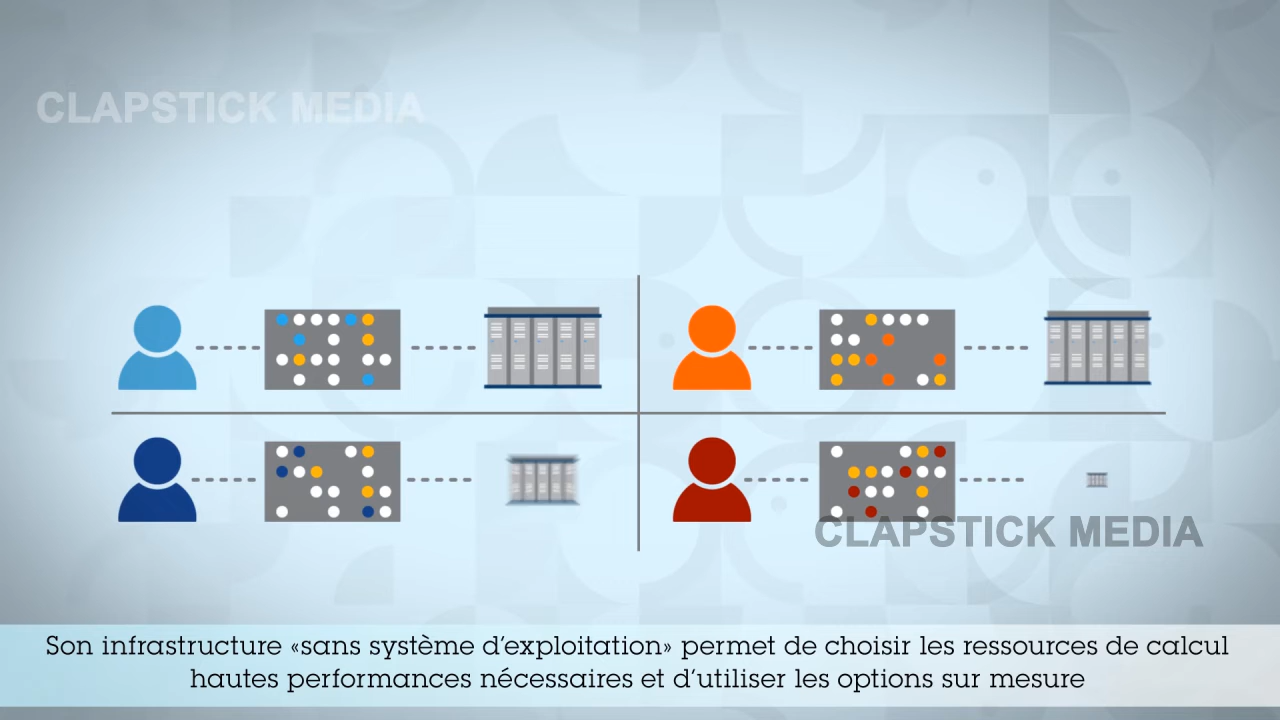 CLAPSTICK MEDIA
CLAPSTICK MEDIA
Son infrastructure «sans système d'exploitation» permet de choisir les ressources de calcul
hautes performances nécessaires et d'utiliser les options sur mesure